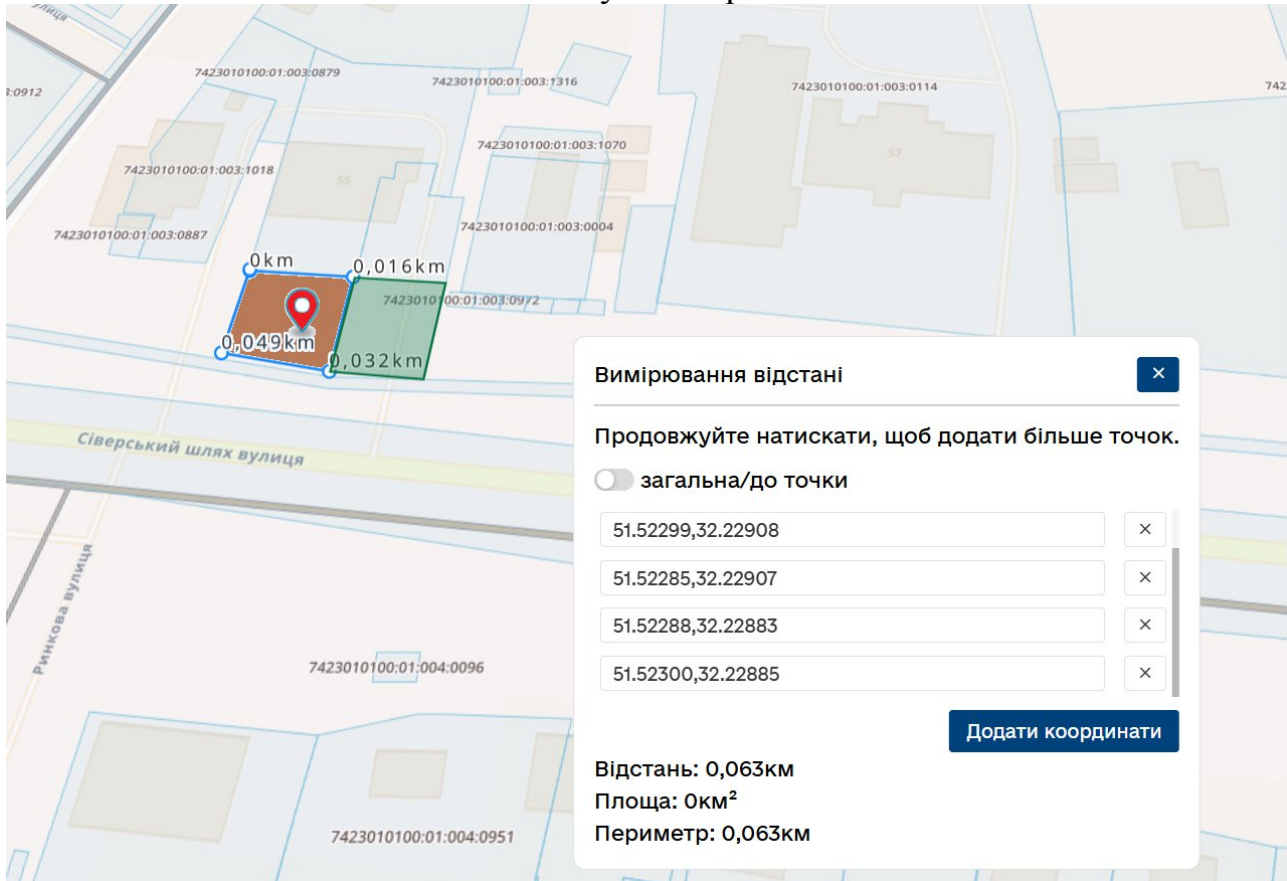 7423010100:01:003:0879
7423010100:01:003:1316
7423010100:01:003:0114
742
3:0912
7423010100:01:003:1070
57
7423010100:01:003:1018
55
7423010100:01:003:0887
7423010100:01:003:0004
0km
0,016km
7423010100:01:003:0972
0,049km
0,032km
Сіверський шлях вулиця
Ринкова вулиця
7423010100:01:004:0096
7423010100:01:004:0951
Вимірювання відстані
×
Продовжуйте натискати, щоб додати більше точок.
загальна/до точки
51.52299,32.22908 ×
51.52285,32.22907 ×
51.52288,32.22883 ×
51.52300,32.22885 ×
Додати координати
Відстань: 0,063км
Площа: 0км²
Периметр: 0,063км